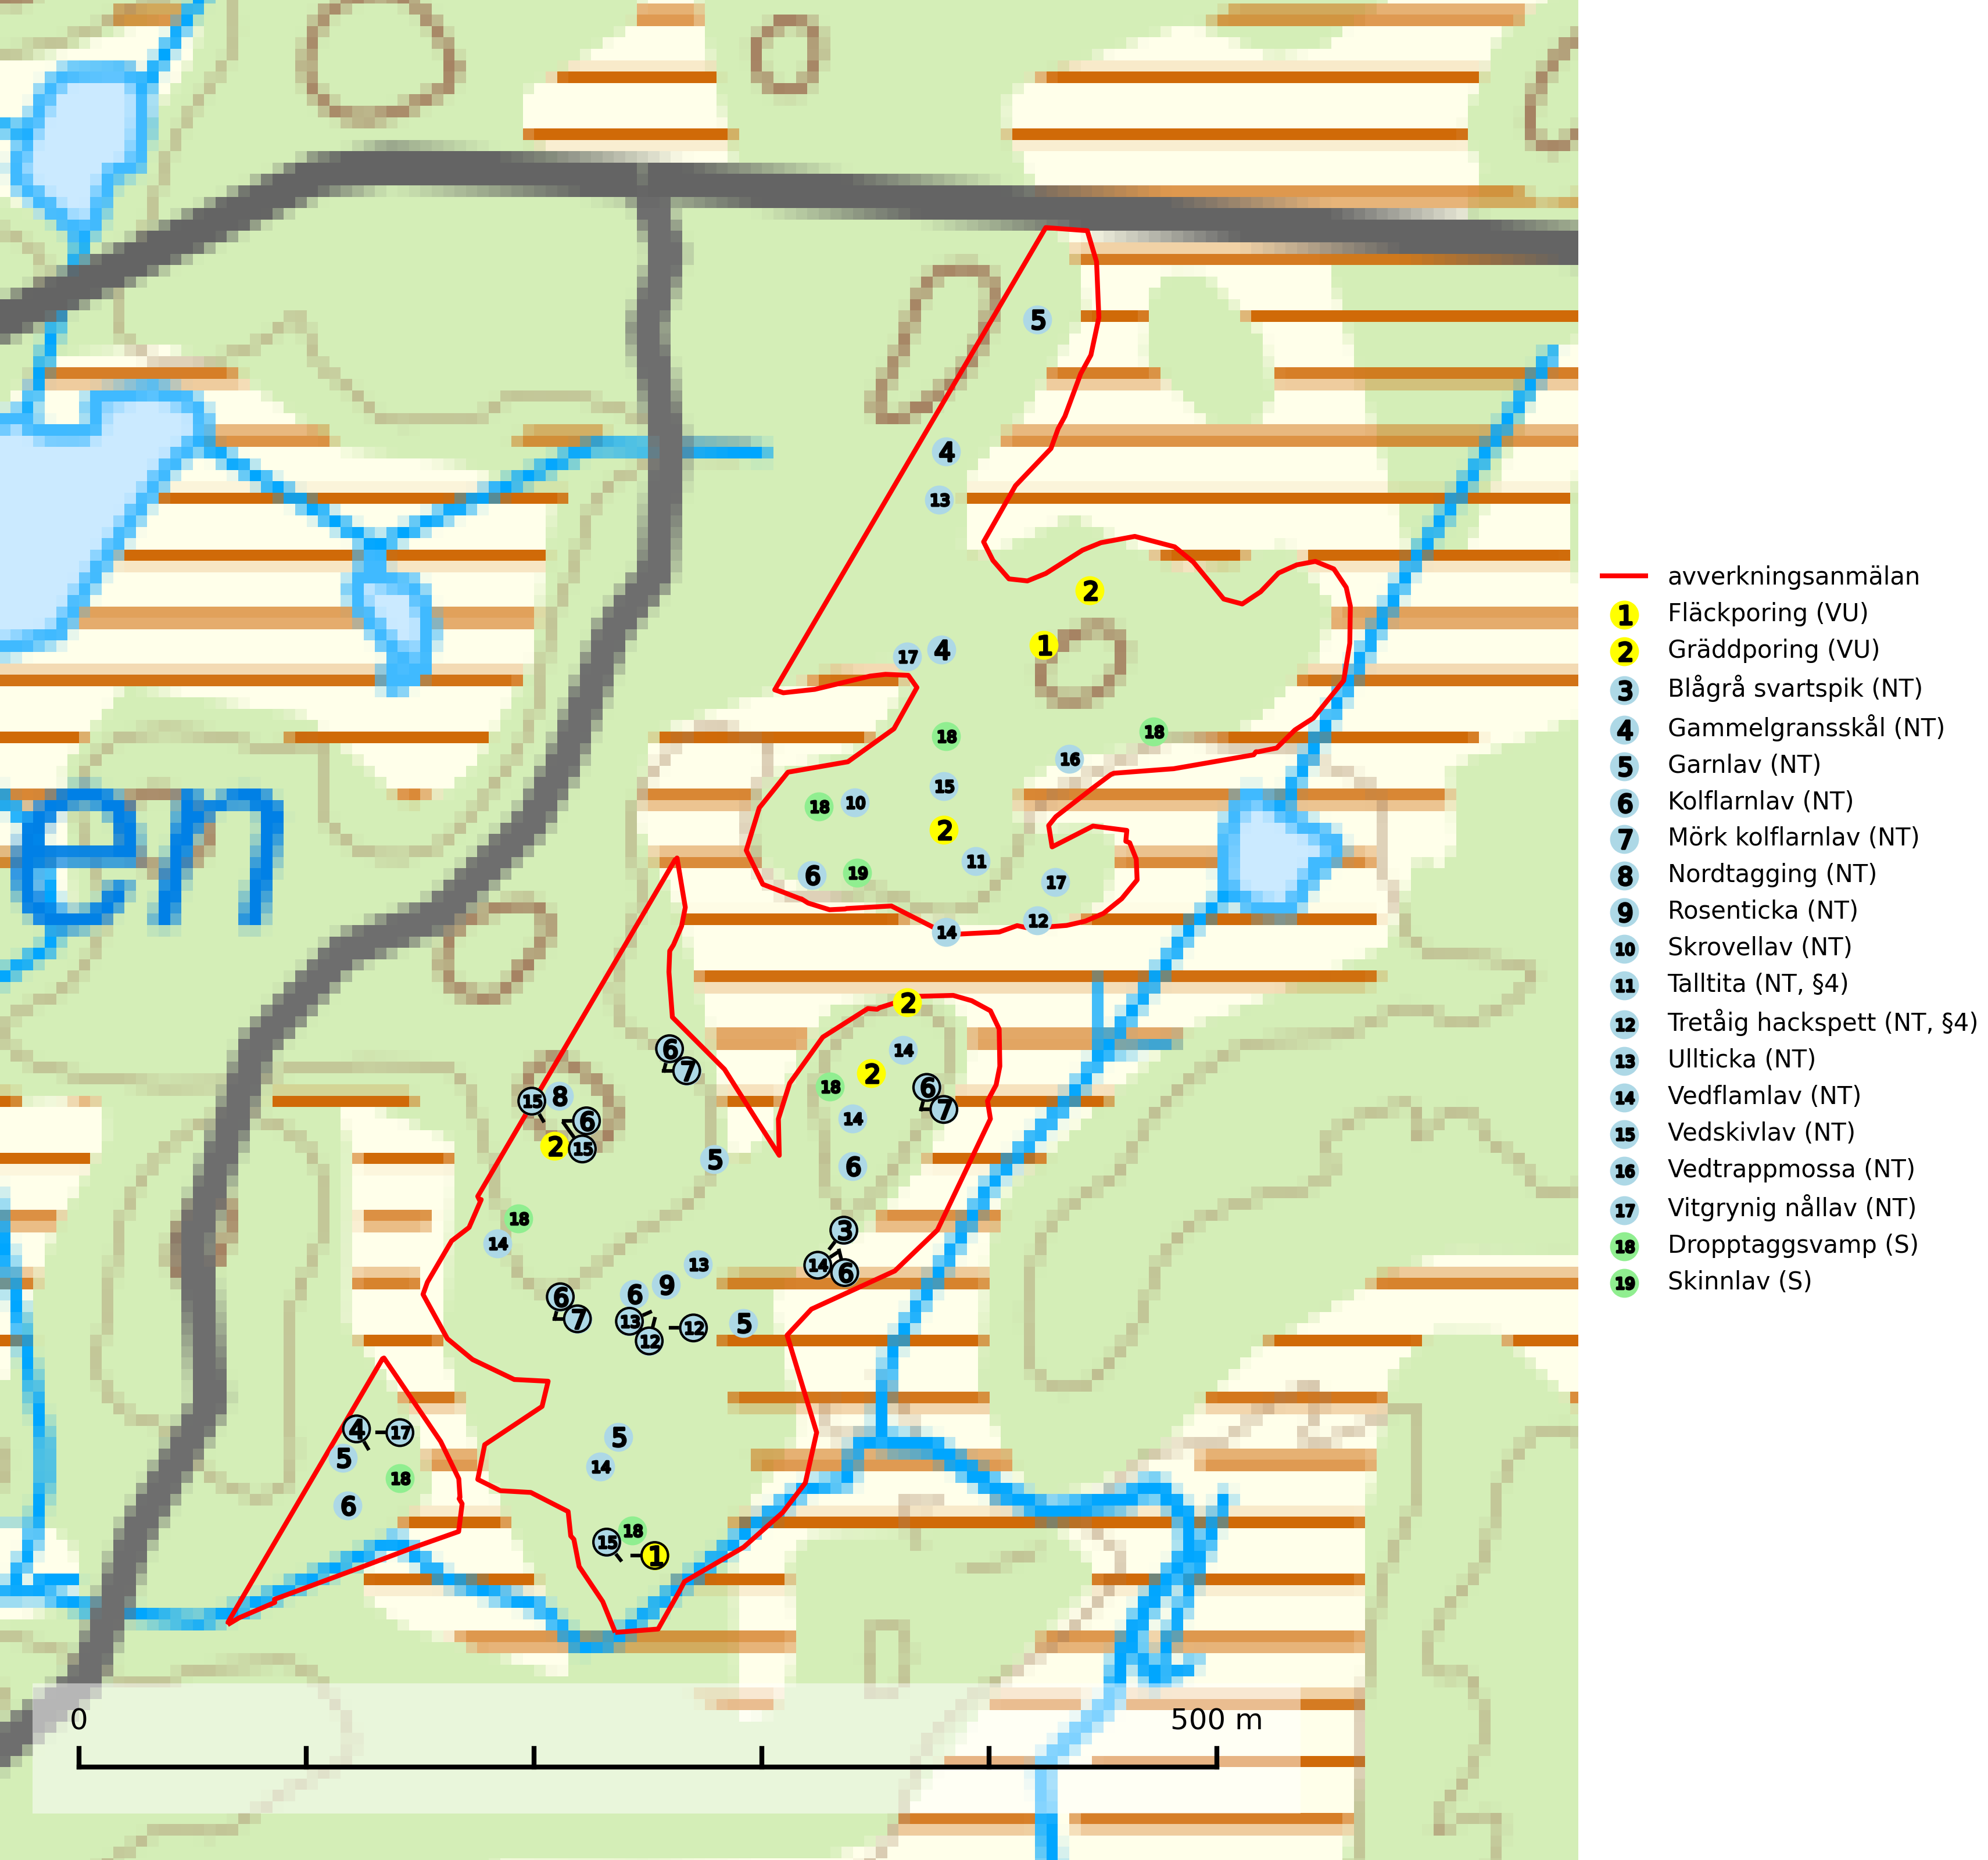 5
4
13
2
17 4 1
18 18
16
15
18 10
2
en
11
6 19 17
12
14
2
6 14
7
2
18 6
15 8 7
6 14
2 15
5 6
18
14 3
13 14
6
9
6 6
7 13 12 5
12
4 17 5
5
14
18
6
18
15 1
0 500 m
avverkningsanmälan
1 Fläckporing (VU)
2 Gräddporing (VU)
3 Blågrå svartspik (NT)
4 Gammelgransskål (NT)
5 Garnlav (NT)
6 Kolflarnlav (NT)
7 Mörk kolflarnlav (NT)
8 Nordtagging (NT)
9 Rosenticka (NT)
10 Skrovellav (NT)
11 Talltita (NT, §4)
12 Tretåig hackspett (NT, §4)
13 Ullticka (NT)
14 Vedflamlav (NT)
15 Vedskivlav (NT)
16 Vedtrappmossa (NT)
17 Vitgrynig nållav (NT)
18 Dropptaggsvamp (S)
19 Skinnlav (S)